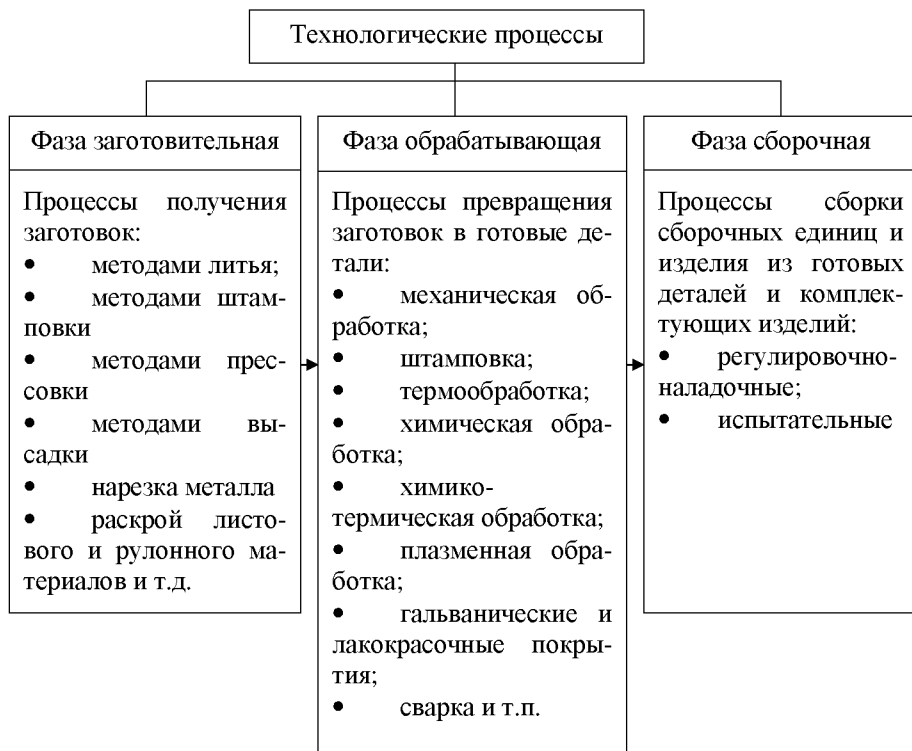 Технологические процессы
Фаза заготовительная
Процессы получения
заготовок:
• методами литья;
• методами штам-
повки
• методами прес-
совки
• методами вы-
садки
• нарезка металла
• раскрой листо-
вого и рулонного ма-
териалов и т.д.
Фаза обрабатывающая
Процессы превращения
заготовок в готовые де-
тали:
• механическая об-
работка;
• штамповка;
• термообработка;
• химическая обра-
ботка;
• химико-
термическая обработка;
• плазменная обра-
ботка;
• гальванические и
лакокрасочные покры-
тия;
• сварка и т.п.
Фаза сборочная
Процессы сборки
сборочных единиц и
изделия из готовых
деталей и комплек-
тующих изделий:
• регулировочно-
наладочные;
• испытательные